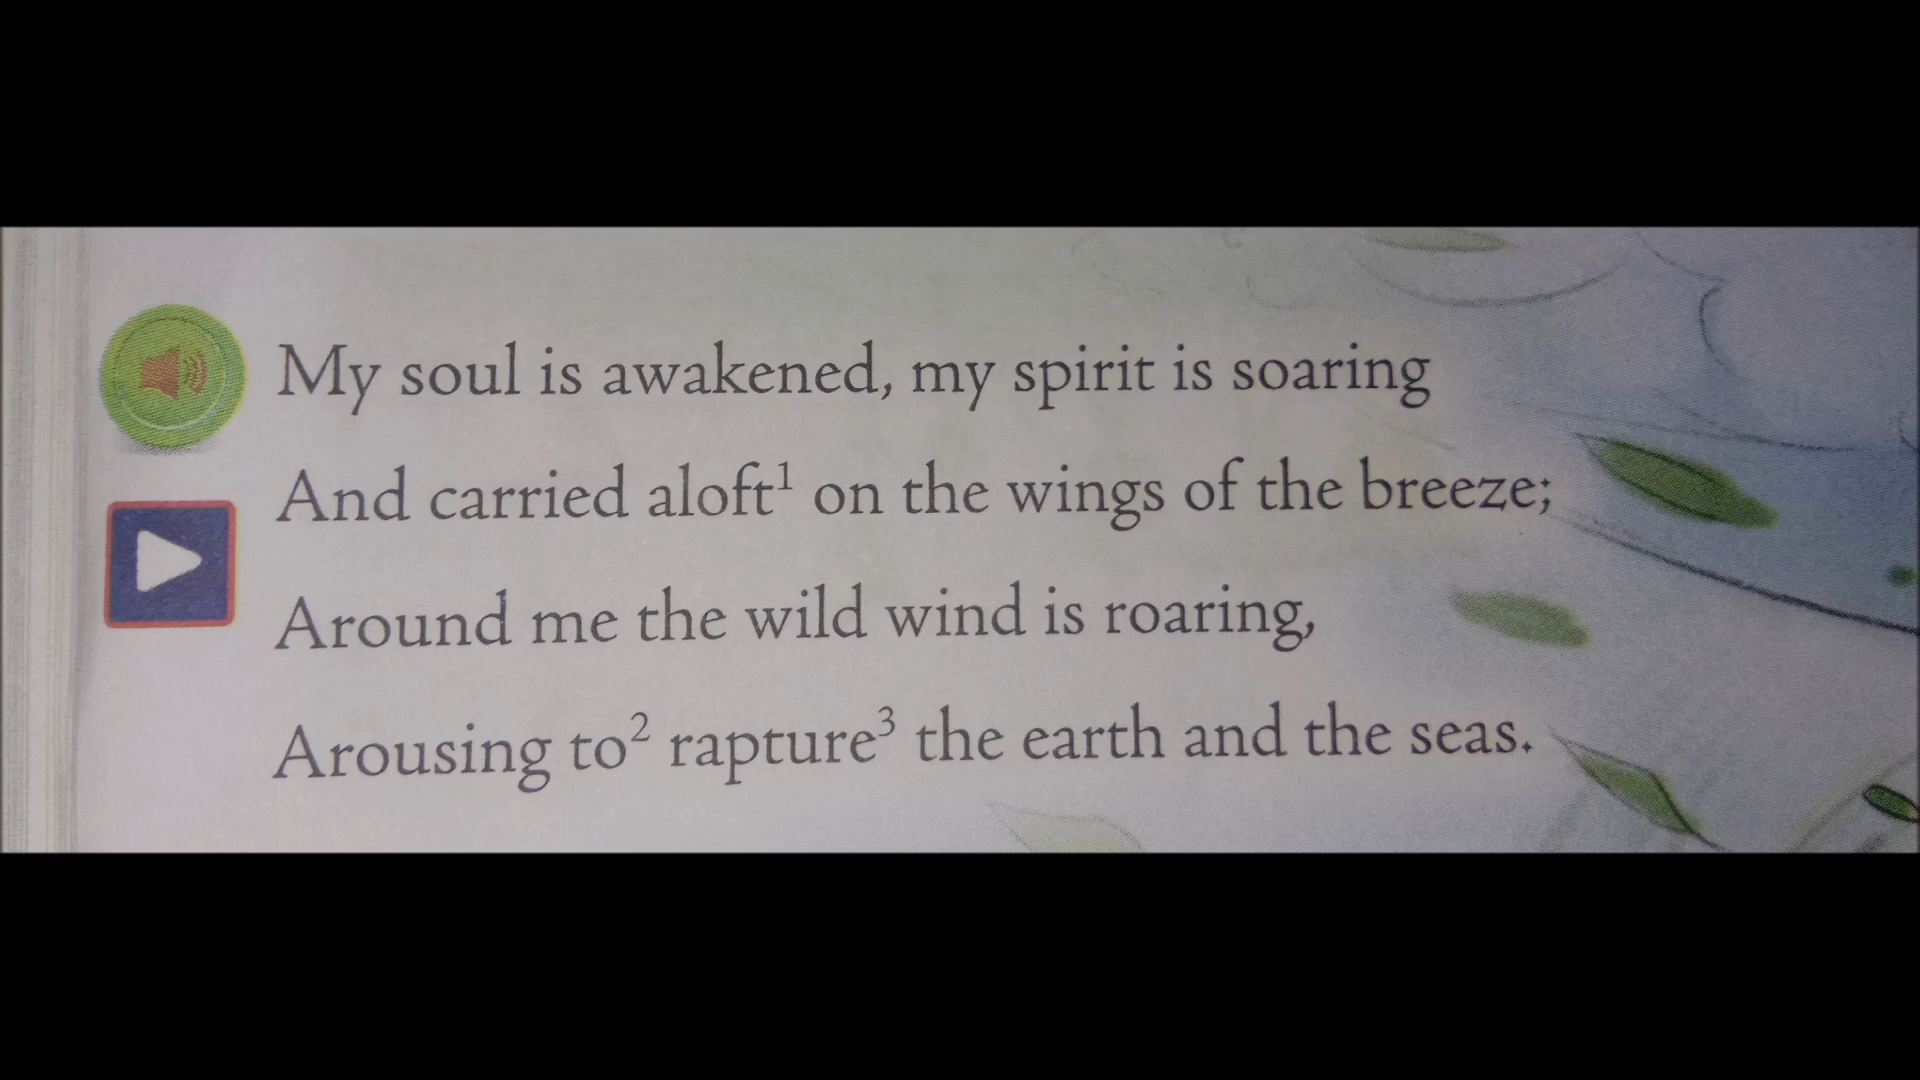 My soul is awakened, my spirit is soaring
And carried aloft¹ on the wings of the breeze;
Around me the wild wind is roaring,
Arousing to² rapture³ the earth and the seas.